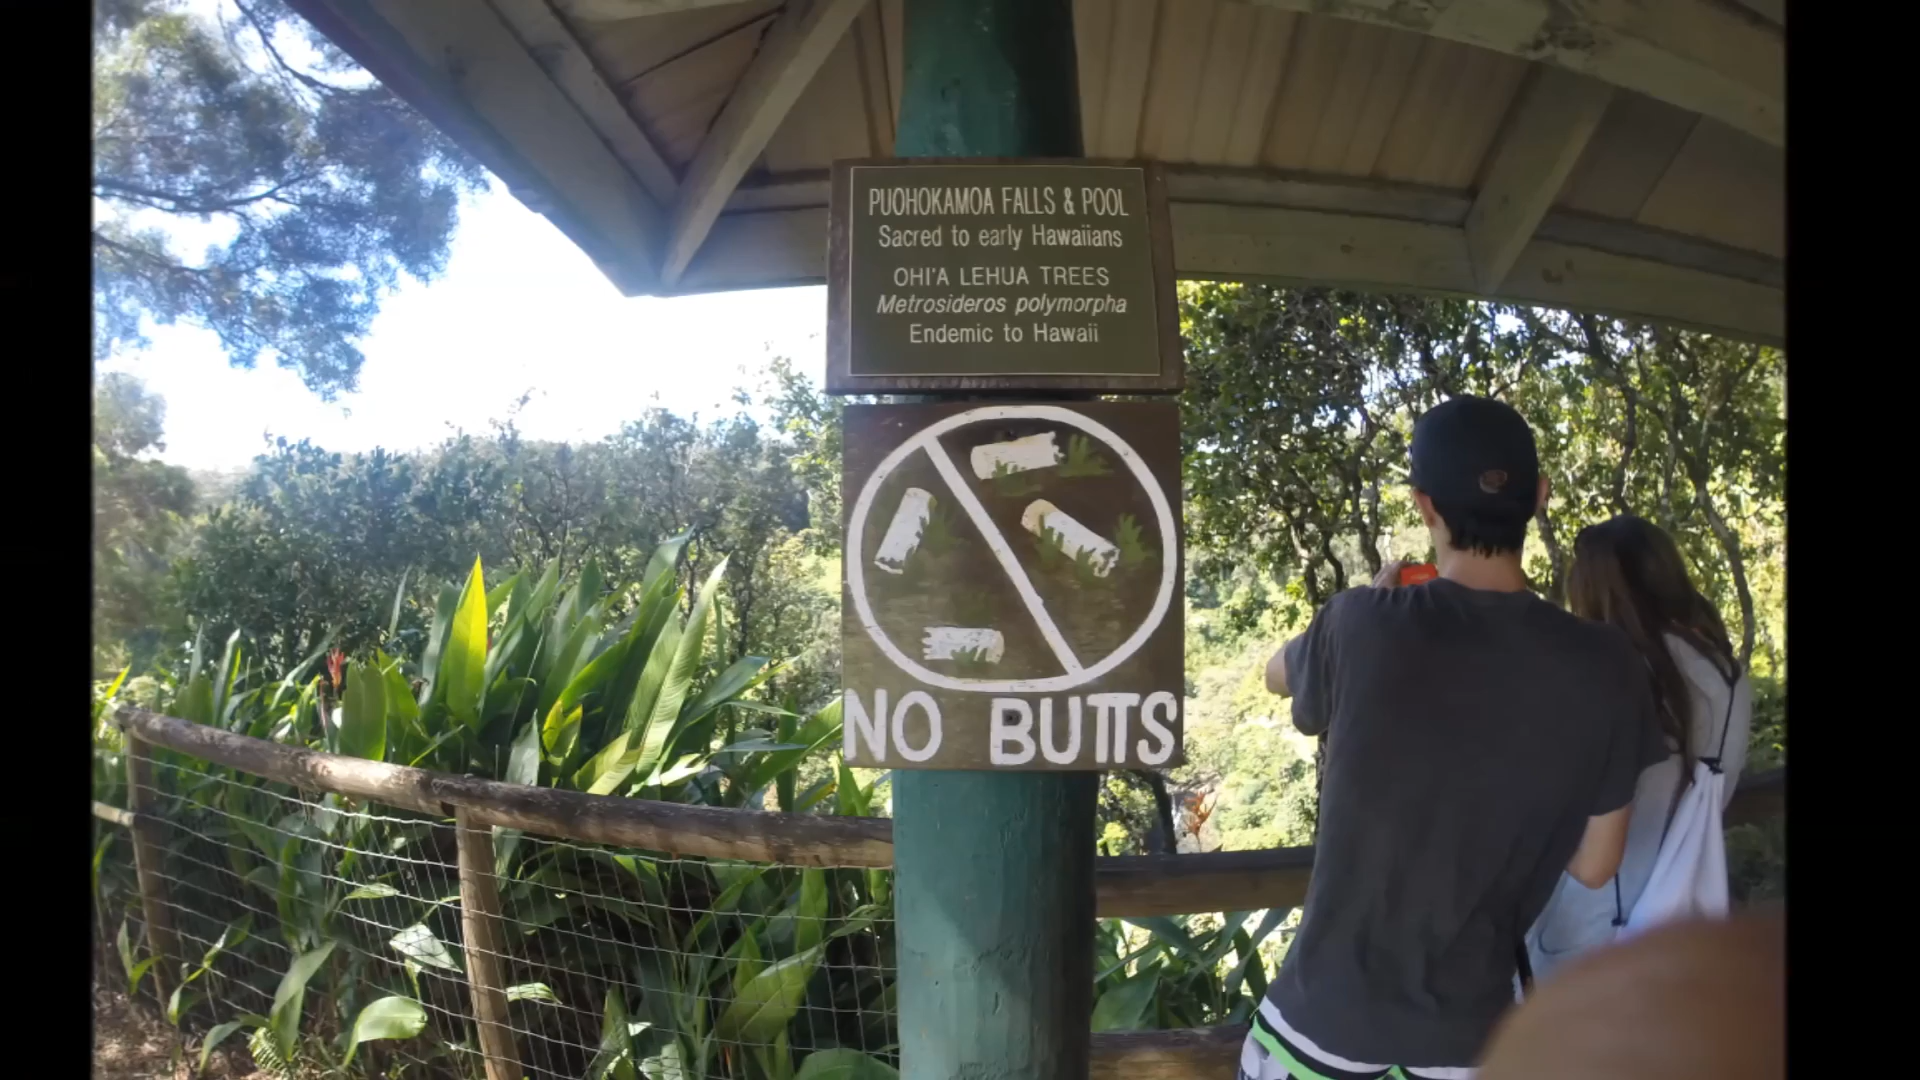 PUOHOKAMOA FALLS & POOL
Sacred to early Hawaiians
OHI'A LEHUA TREES
Metrosideros polymorpha
Endemic to Hawaii
NO BUTTS